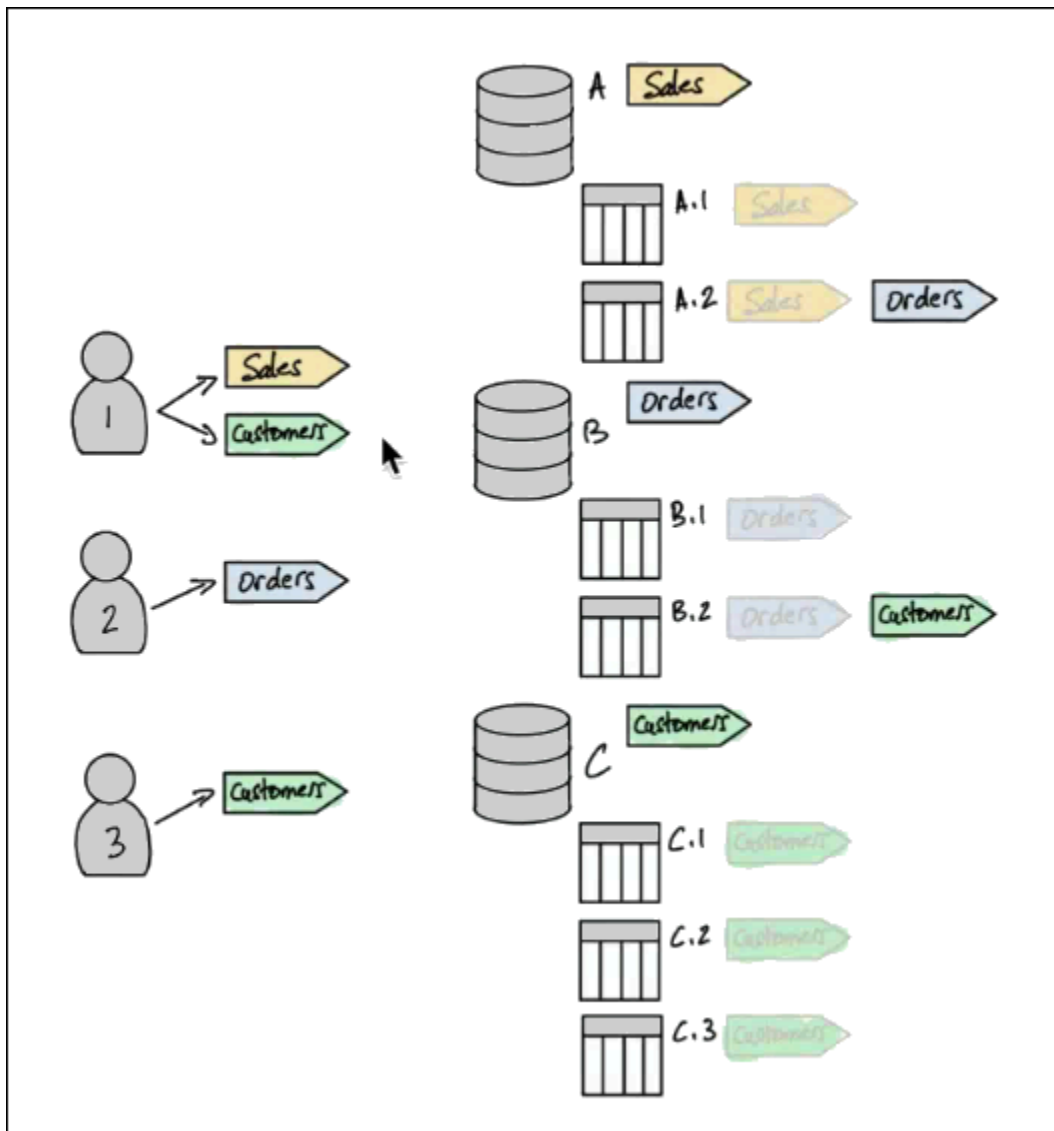 A Sales
A.1 Sales
A.2 Sales Orders
Sales
1
Customers
B Orders
B.1 Orders
2 Orders
B.2 Orders Customers
C Customers
3 Customers
C.1 Customers
C.2 Customers
C.3 Customers